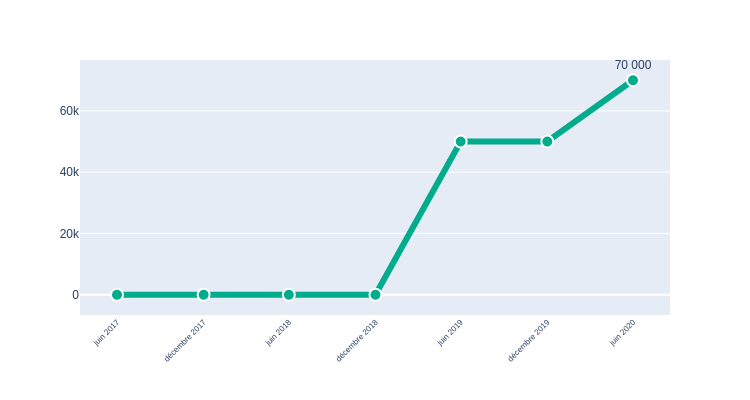 70 000
60k
40k
20k
0
juin 2017
décembre 2017
juin 2018
décembre 2018
juin 2019
décembre 2019
juin 2020